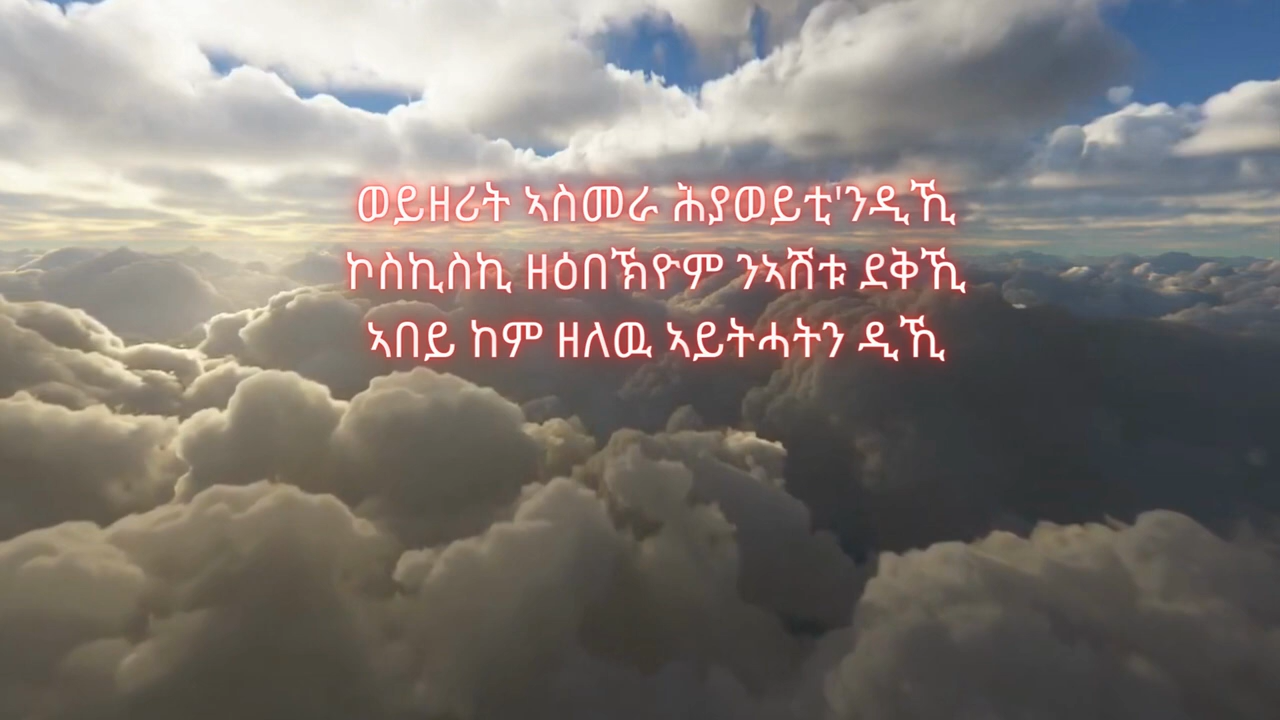 ወይዘሪት ኣስመራ ሕያወይቲ'ንዲኺ
ኮስኪስኪ ዘዕበኽዮም ንኣሽቱ ደቅኺ
ኣበይ ከም ዘለዉ ኣይትሓትን ዲኺ